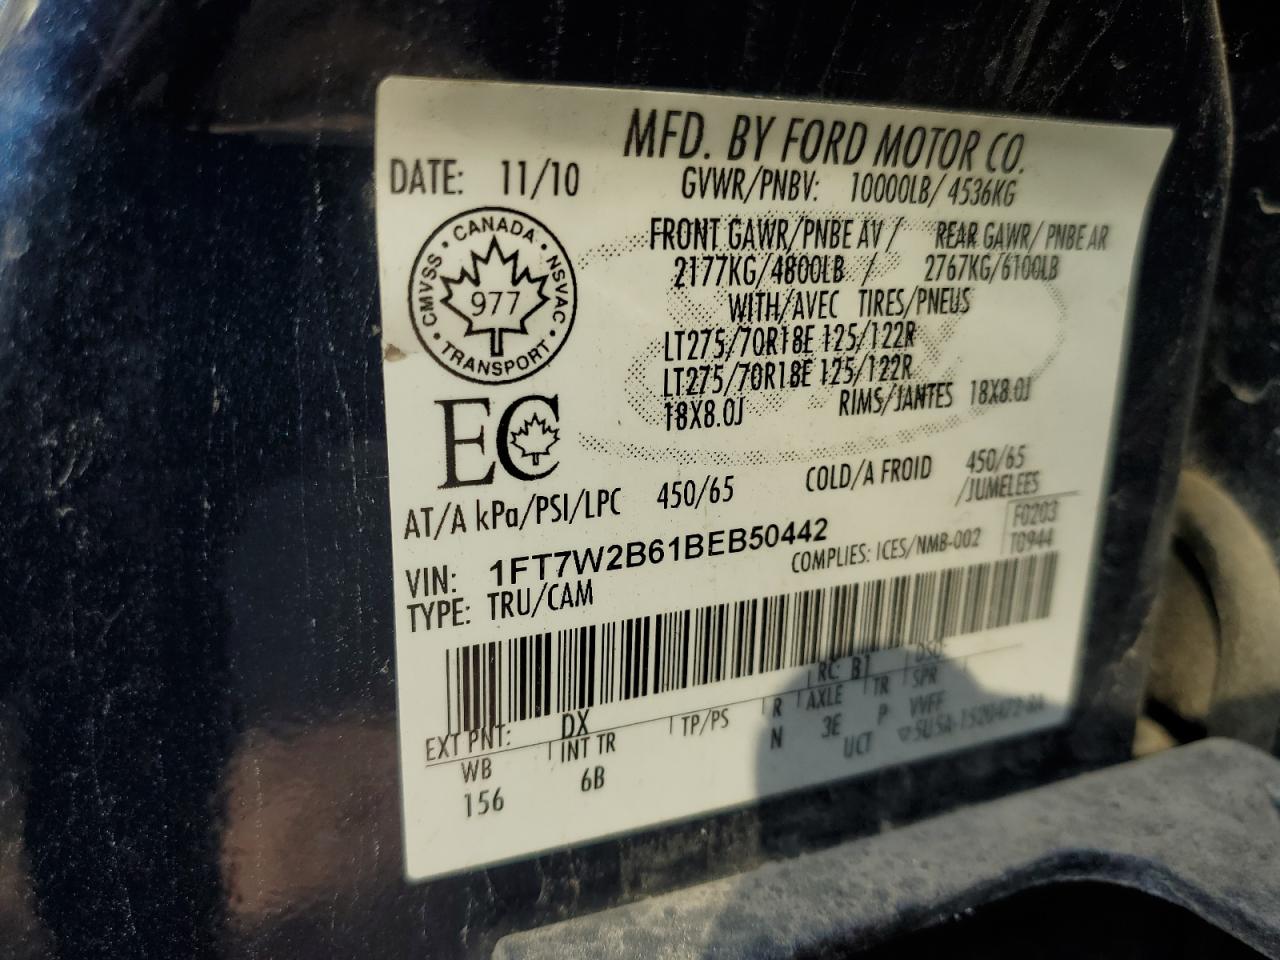 MFD. BY FORD MOTOR CO.
DATE: 11/10 GVWR/PNBV: 10000LB/ 4536KG
CMVSS · CANADA · NSVAC · TRANSPORT ·
977
FRONT GAWR/PNBE AV / REAR GAWR/ PNBE AR
2177KG/4800LB / 2767KG/6100LB
WITH/AVEC TIRES/PNEUS
LT275/70R18E 125/122R
LT275/70R18E 125/122R
18X8.0J RIMS/JANTES 18X8.0J
EC
AT/A kPa/PSI/LPC 450/65 COLD/A FROID 450/65
/JUMELEES
VIN: 1FT7W2B61BEB50442 F0203
TYPE: TRU/CAM COMPLIES: ICES/NMB-002 T0944
EXT PNT: DX RC: B1 DSO:
WB INT TR TP/PS R AXLE TR SPR
156 6B N 3E P VVFF
UCT